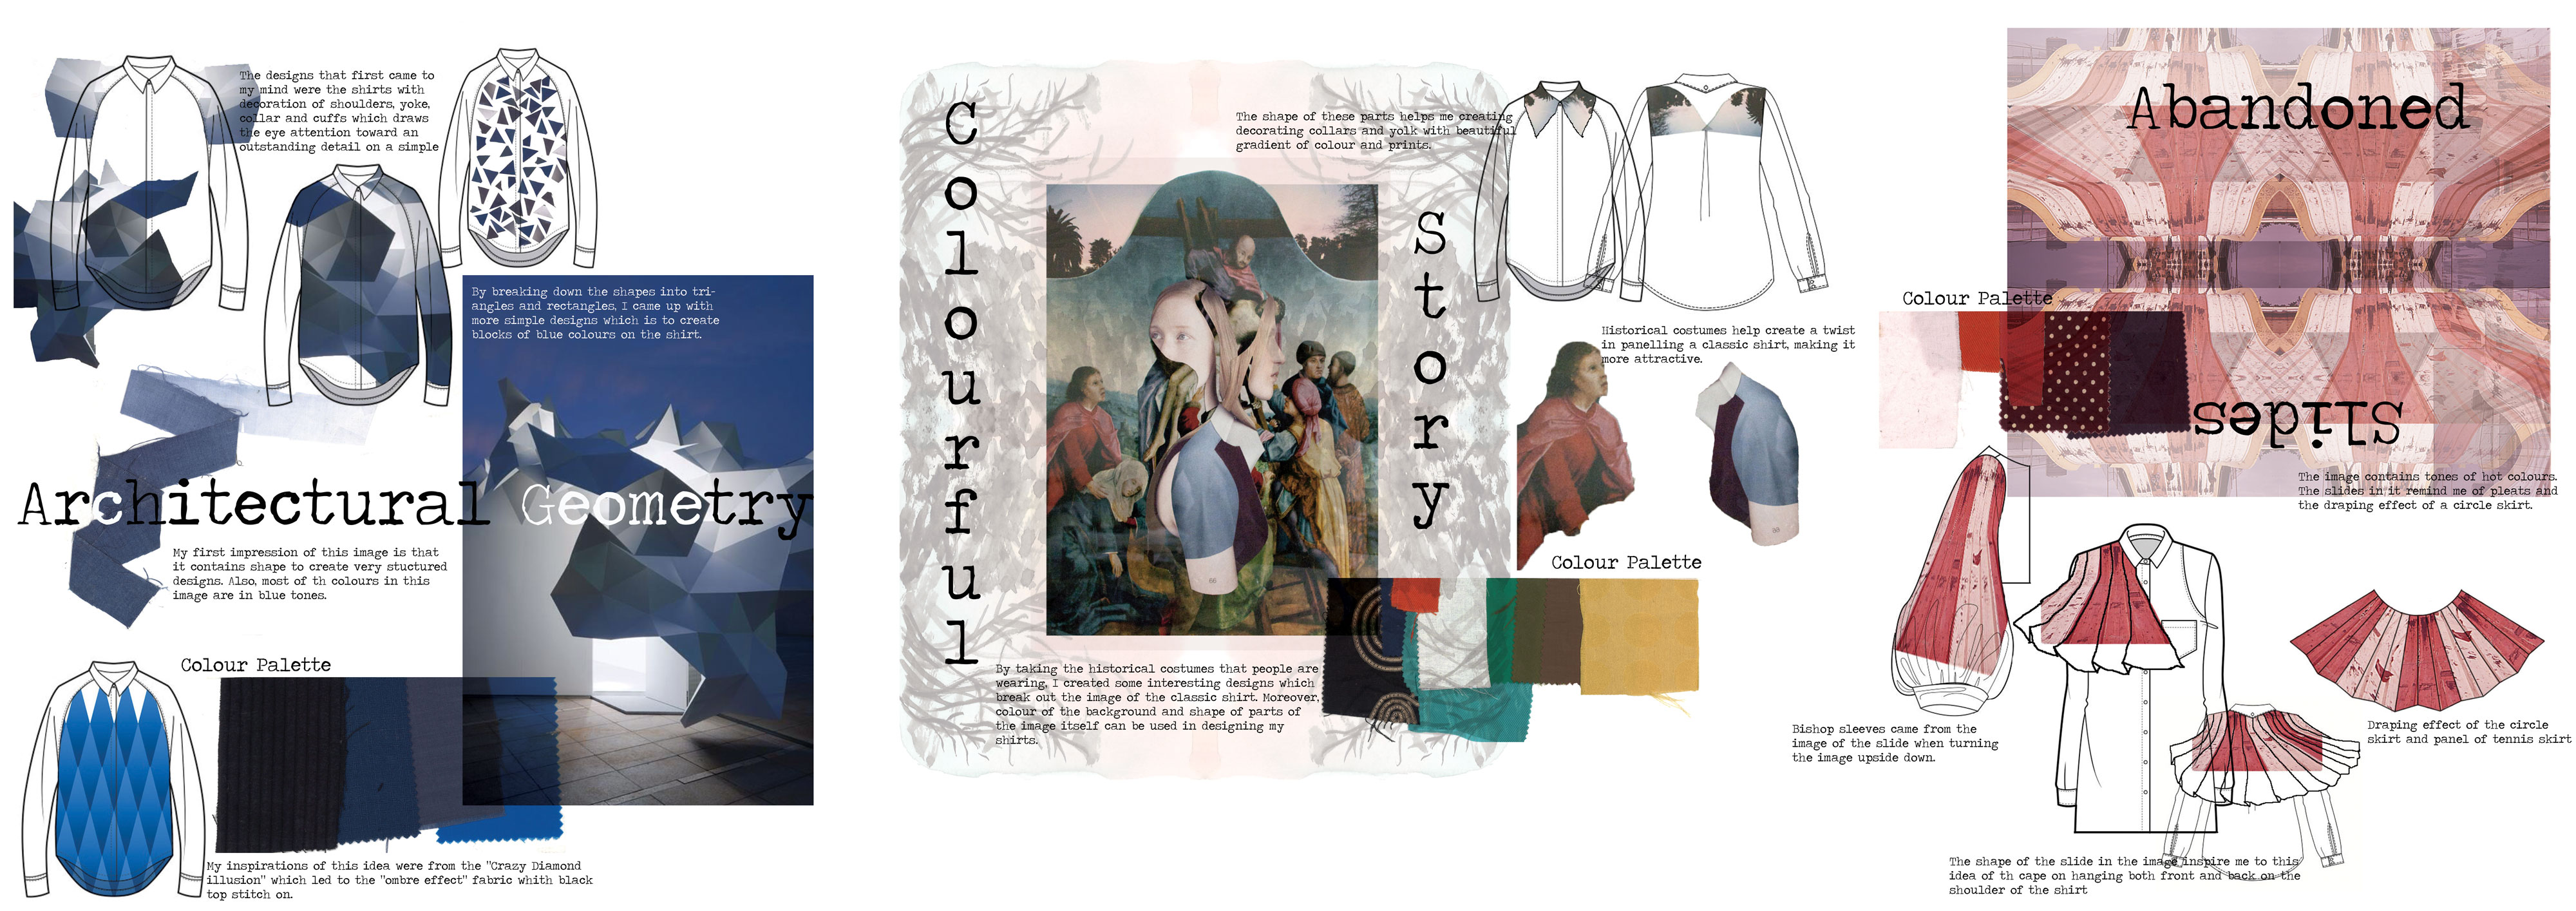 The designs that first came to
my mind were the shirts with
decoration of shoulders, yoke,
collar and cuffs which draws
the eye attention toward an
outstanding detail on a simple
By breaking down the shapes into tri-
angles and rectangles, I came up with
more simple designs which is to create
blocks of blue colours on the shirt.
Architectural Geometry
My first impression of this image is that
it contains shape to create very stuctured
designs. Also, most of th colours in this
image are in blue tones.
Colour Palette
My inspirations of this idea were from the "Crazy Diamond
illusion" which led to the "ombre effect" fabric whith black
top stitch on.
Colourful
Story
The shape of these parts helps me creating
decorating collars and yolk with beautiful
gradient of colour and prints.
Historical costumes help create a twist
in panelling a classic shirt, making it
more attractive.
Colour Palette
By taking the historical costumes that people are
wearing, I created some interesting designs which
break out the image of the classic shirt. Moreover,
colour of the background and shape of parts of
the image itself can be used in designing my
shirts.
Abandoned
Slides
Colour Palette
The image contains tones of hot colours.
The slides in it remind me of pleats and
the draping effect of a circle skirt.
Bishop sleeves came from the
image of the slide when turning
the image upside down.
Draping effect of the circle
skirt and panel of tennis skirt
The shape of the slide in the image inspire me to this
idea of th cape on hanging both front and back on the
shoulder of the shirt